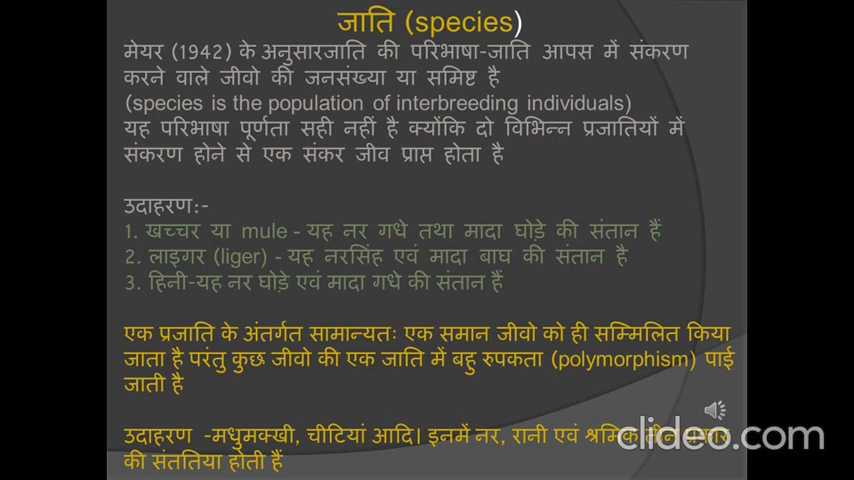 जाति (species)
मेयर (1942) के अनुसारजाति की परिभाषा-जाति आपस में संकरण
करने वाले जीवो की जनसंख्या या समिष्ट है
(species is the population of interbreeding individuals)
यह परिभाषा पूर्णता सही नहीं है क्योंकि दो विभिन्न प्रजातियों में
संकरण होने से एक संकर जीव प्राप्त होता है
उदाहरण:-
1. खच्चर या mule - यह नर गधे तथा मादा घोड़े की संतान हैं
2. लाइगर (liger) - यह नरसिंह एवं मादा बाघ की संतान है
3. हिनी-यह नर घोड़े एवं मादा गधे की संतान हैं
एक प्रजाति के अंतर्गत सामान्यतः एक समान जीवो को ही सम्मिलित किया
जाता है परंतु कुछ जीवो की एक जाति में बहु रुपकता (polymorphism) पाई
जाती है
उदाहरण -मधुमक्खी, चीटियां आदि। इनमें नर, रानी एवं श्रमिक तीन प्रकार
की संततिया होती हैं
clideo.com